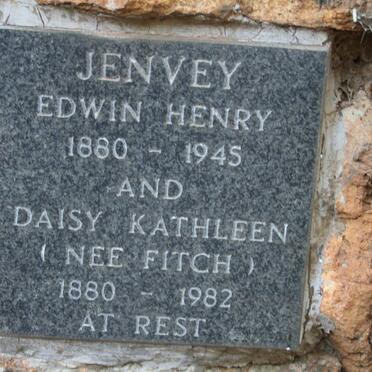 JENVEY
EDWIN HENRY
1880 - 1945
AND
DAISY KATHLEEN
( NEE FITCH )
1880 - 1982
AT REST